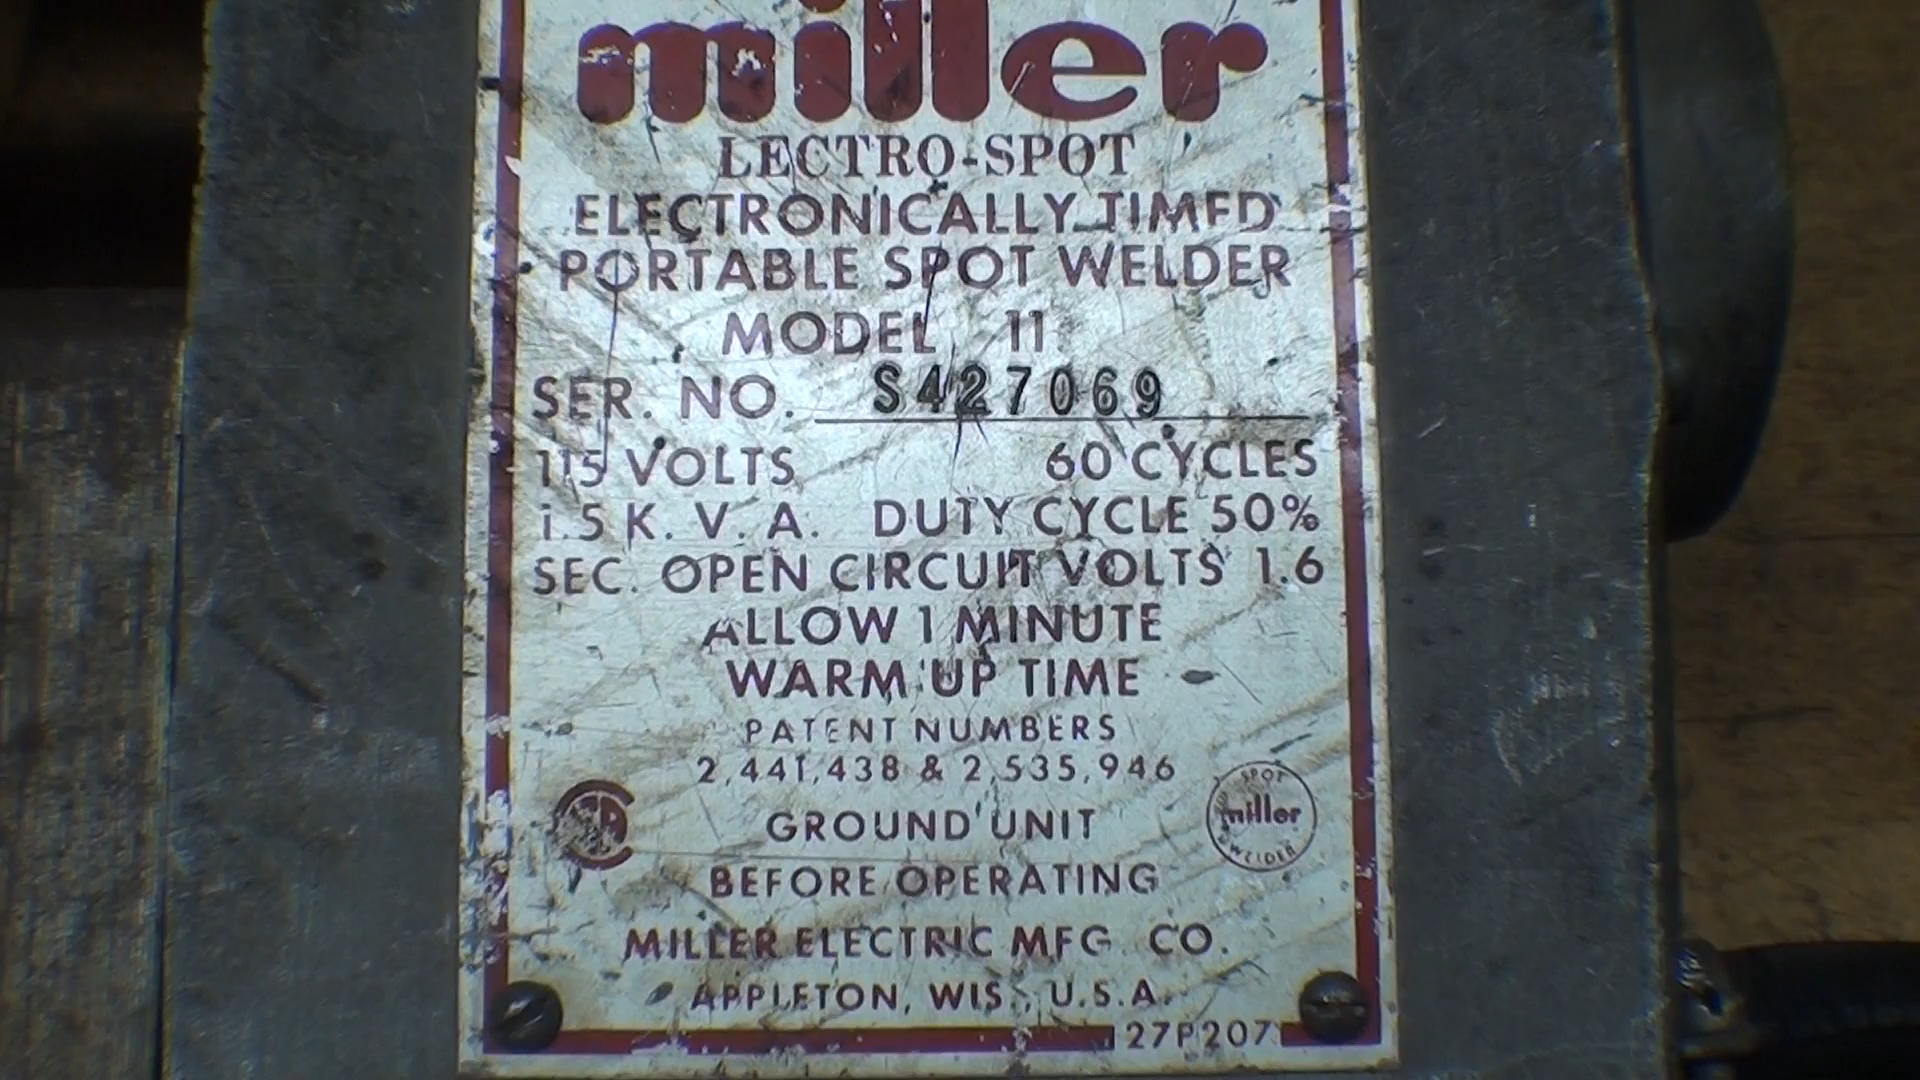 miller
LECTRO-SPOT
ELECTRONICALLY TIMED
PORTABLE SPOT WELDER
MODEL 11
SER. NO. S427069
115 VOLTS 60 CYCLES
1.5 K. V. A. DUTY CYCLE 50%
SEC. OPEN CIRCUIT VOLTS 1.6
ALLOW 1 MINUTE
WARM UP TIME
PATENT NUMBERS
2,441,438 & 2,535,946
GROUND UNIT
BEFORE OPERATING
SPOT
miller
WELDER
MILLER ELECTRIC MFG. CO.
APPLETON, WIS., U.S.A.
27P207